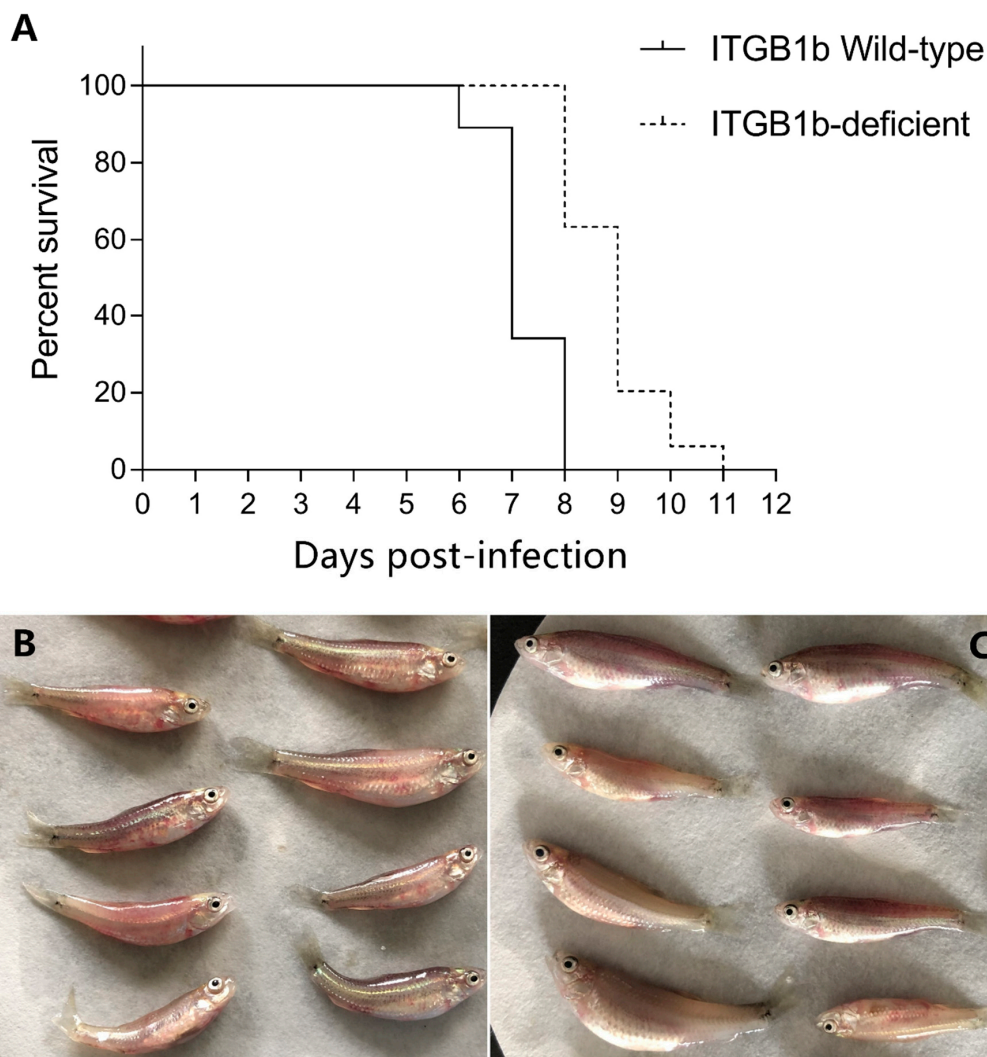 A
ITGB1b Wild-type
ITGB1b-deficient
Percent survival
100
80
60
40
20
0
0 1 2 3 4 5 6 7 8 9 10 11 12
Days post-infection
B
C